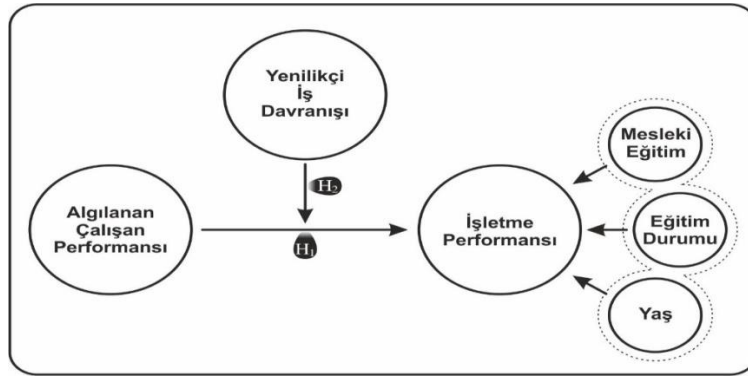 Yenilikçi
İş
Davranışı
H₂
Algılanan
Çalışan
Performansı
H₁
İşletme
Performansı
Mesleki
Eğitim
Eğitim
Durumu
Yaş